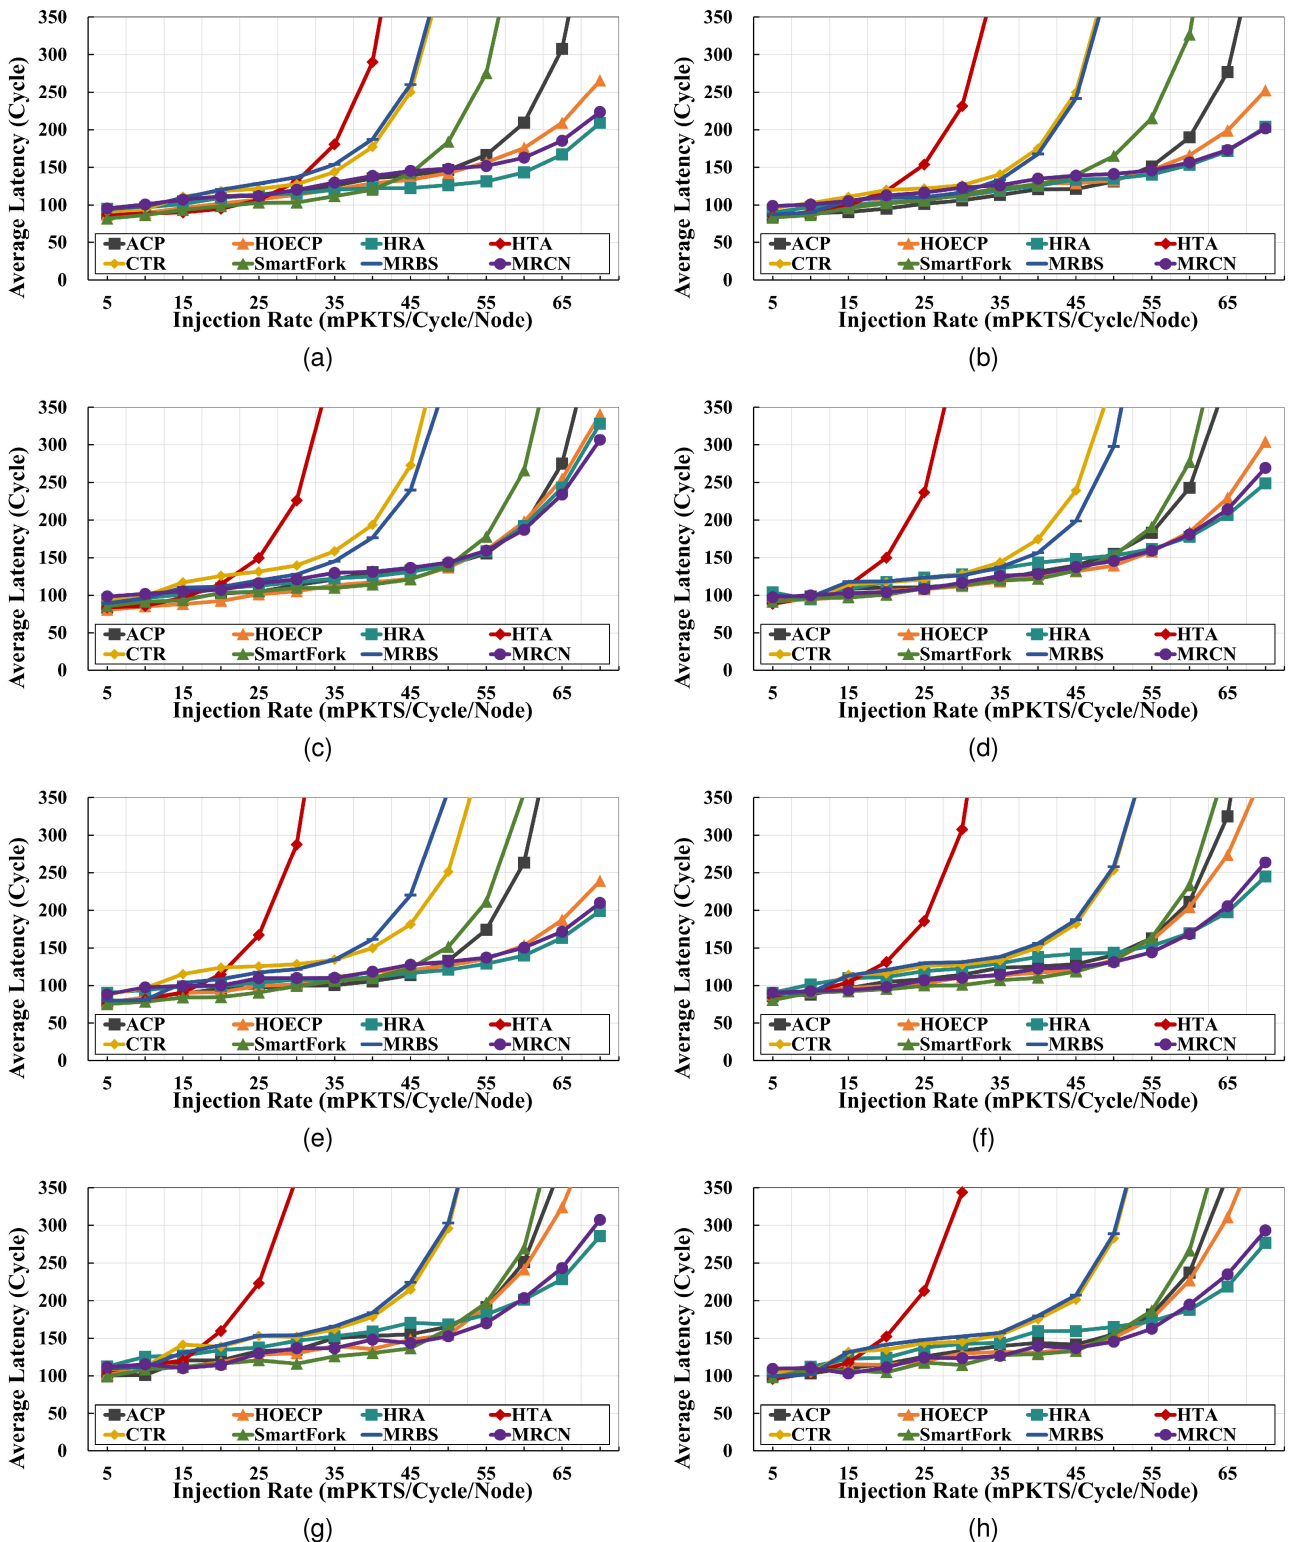 350
300
250
200
150
100
50
0
Average Latency (Cycle)
ACP HOECP HRA HTA
CTR SmartFork MRBS MRCN
5 15 25 35 45 55 65
Injection Rate (mPKTS/Cycle/Node)
(a)
350
300
250
200
150
100
50
0
Average Latency (Cycle)
ACP HOECP HRA HTA
CTR SmartFork MRBS MRCN
5 15 25 35 45 55 65
Injection Rate (mPKTS/Cycle/Node)
(b)
350
300
250
200
150
100
50
0
Average Latency (Cycle)
ACP HOECP HRA HTA
CTR SmartFork MRBS MRCN
5 15 25 35 45 55 65
Injection Rate (mPKTS/Cycle/Node)
(c)
350
300
250
200
150
100
50
0
Average Latency (Cycle)
ACP HOECP HRA HTA
CTR SmartFork MRBS MRCN
5 15 25 35 45 55 65
Injection Rate (mPKTS/Cycle/Node)
(d)
350
300
250
200
150
100
50
0
Average Latency (Cycle)
ACP HOECP HRA HTA
CTR SmartFork MRBS MRCN
5 15 25 35 45 55 65
Injection Rate (mPKTS/Cycle/Node)
(e)
350
300
250
200
150
100
50
0
Average Latency (Cycle)
ACP HOECP HRA HTA
CTR SmartFork MRBS MRCN
5 15 25 35 45 55 65
Injection Rate (mPKTS/Cycle/Node)
(f)
350
300
250
200
150
100
50
0
Average Latency (Cycle)
ACP HOECP HRA HTA
CTR SmartFork MRBS MRCN
5 15 25 35 45 55 65
Injection Rate (mPKTS/Cycle/Node)
(g)
350
300
250
200
150
100
50
0
Average Latency (Cycle)
ACP HOECP HRA HTA
CTR SmartFork MRBS MRCN
5 15 25 35 45 55 65
Injection Rate (mPKTS/Cycle/Node)
(h)